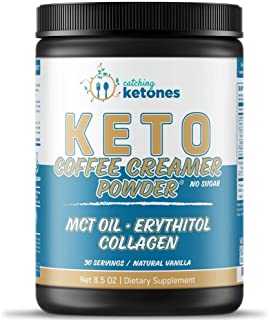 catching
ketones
KETO
COFFEE CREAMER
POWDER NO SUGAR
MCT OIL + ERYTHITOL
COLLAGEN
30 SERVINGS / NATURAL VANILLA
Net 8.5 OZ | Dietary Supplement